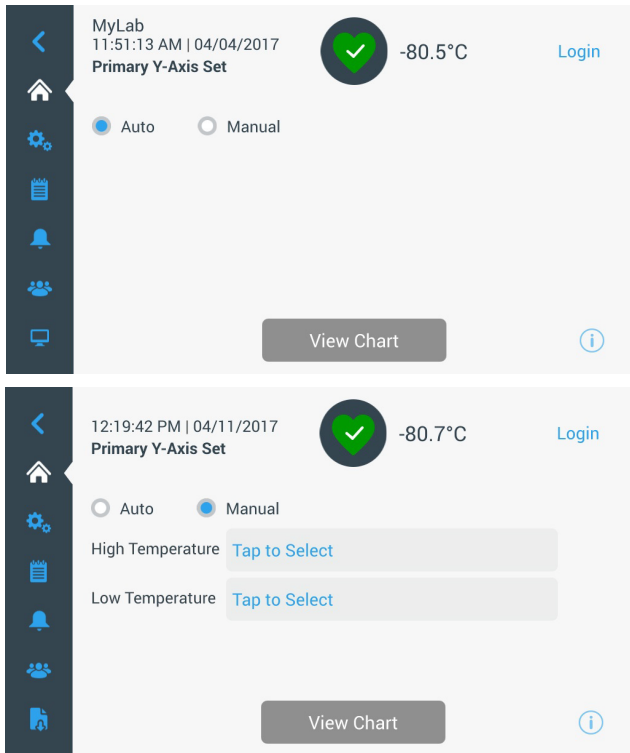 MyLab
11:51:13 AM | 04/04/2017
Primary Y-Axis Set
-80.5°C
Login
Auto
Manual
View Chart
i
12:19:42 PM | 04/11/2017
Primary Y-Axis Set
-80.7°C
Login
Auto
Manual
High Temperature Tap to Select
Low Temperature Tap to Select
View Chart
i